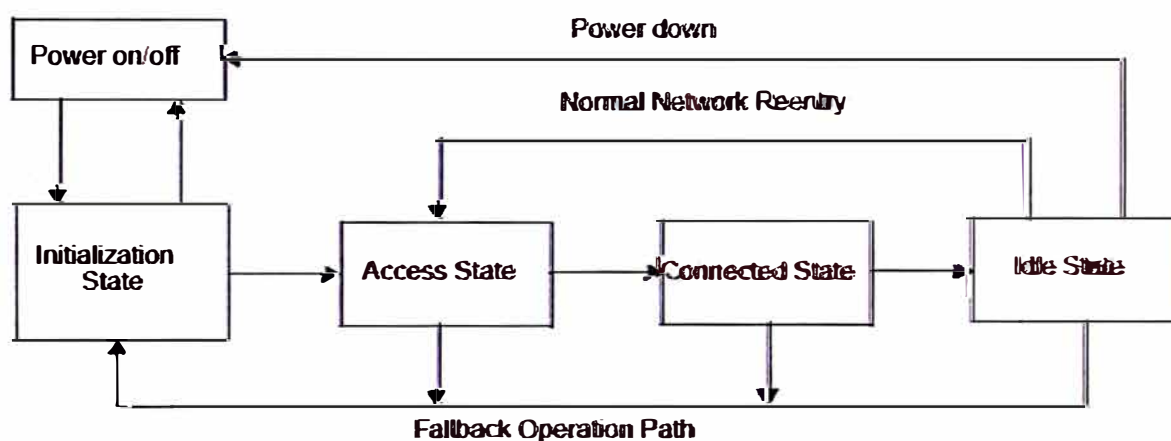 Power down
Power on/off
Normal Network Reentry
Initialization
State
Access State
Connected State
Idle State
Fallback Operation Path